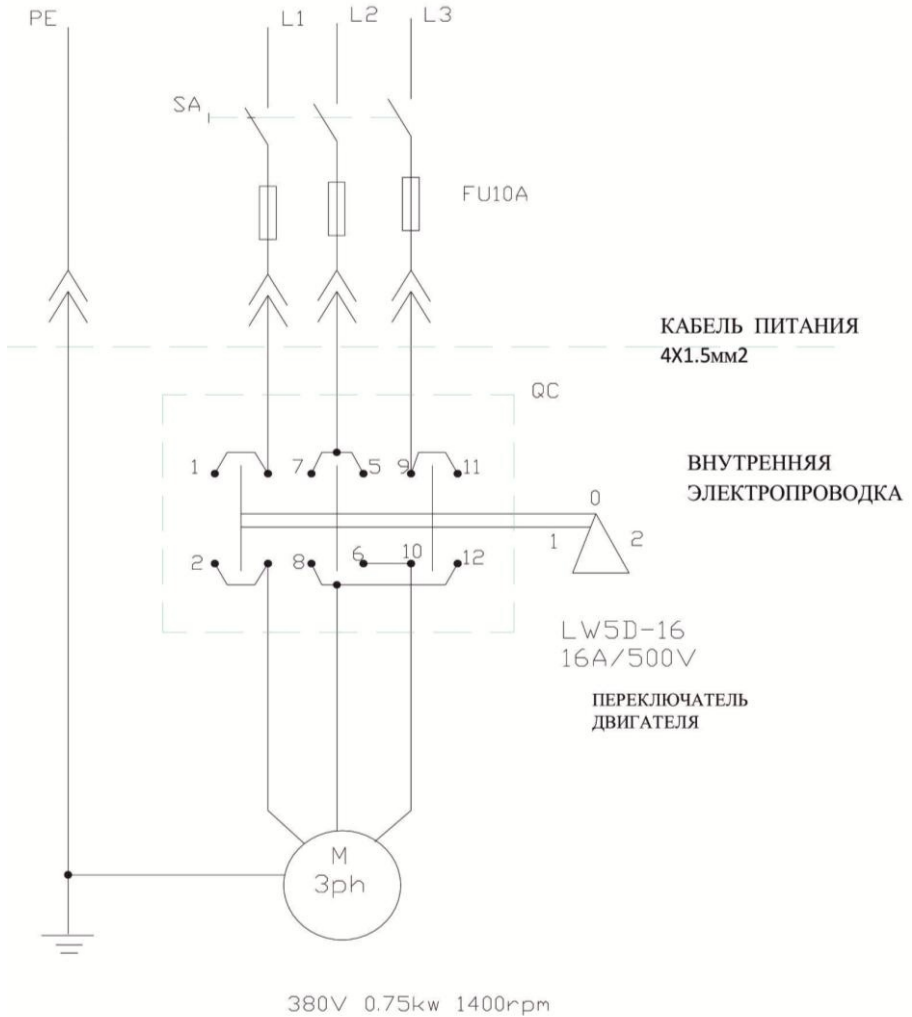 PE
L1
L2
L3
SA
FU10A
КАБЕЛЬ ПИТАНИЯ
4X1.5мм2
QC
1
7
5
9
11
ВНУТРЕННЯЯ
ЭЛЕКТРОПРОВОДКА
0
1
2
2
8
6
10
12
LW5D-16
16A/500V
ПЕРЕКЛЮЧАТЕЛЬ
ДВИГАТЕЛЯ
M
3ph
380V 0.75kw 1400rpm